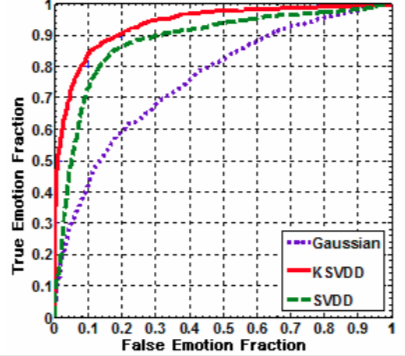 1
0.9
0.8
0.7
0.6
0.5
0.4
0.3
0.2
0.1
0
True Emotion Fraction
Gaussian
KSVDD
SVDD
0 0.1 0.2 0.3 0.4 0.5 0.6 0.7 0.8 0.9 1
False Emotion Fraction